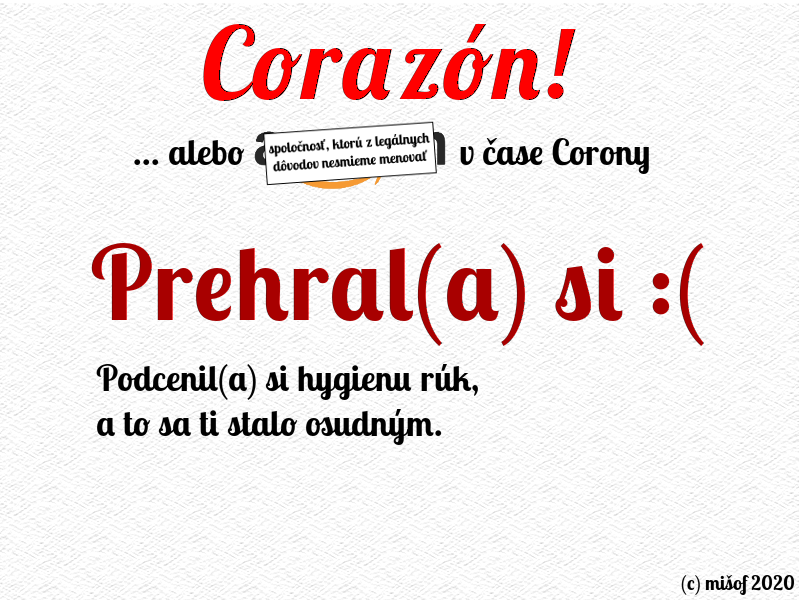 Corazón!
... alebo a n v čase Corony
spoločnosť, ktorú z legálnych
dôvodov nesmieme menovať
Prehral(a) si :(
Podcenil(a) si hygienu rúk,
a to sa ti stalo osudným.
(c) mišof 2020